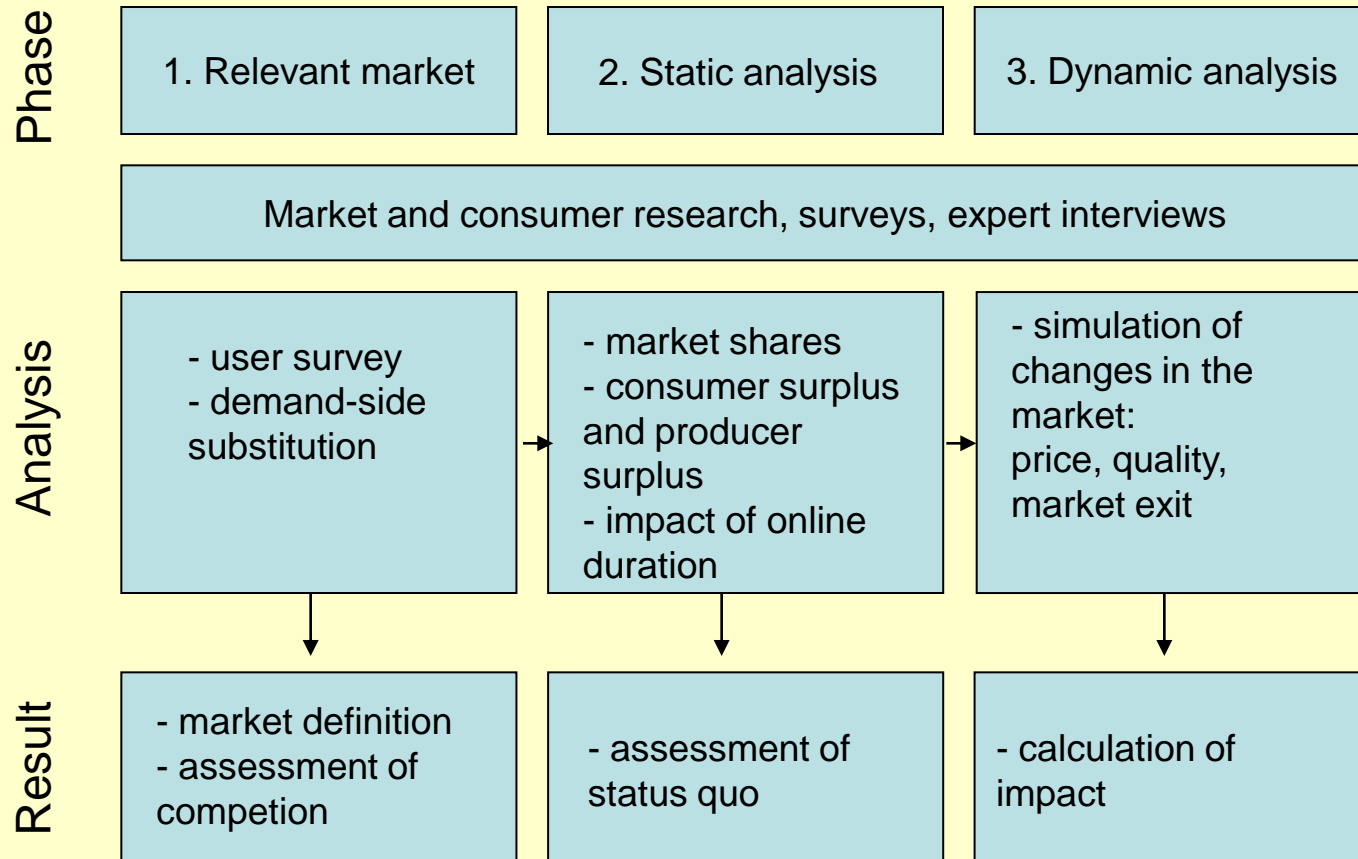 Phase
1. Relevant market
2. Static analysis
3. Dynamic analysis
Market and consumer research, surveys, expert interviews
Analysis
- user survey
- demand-side
substitution
- market shares
- consumer surplus
and producer
surplus
- impact of online
duration
- simulation of
changes in the
market:
price, quality,
market exit
Result
- market definition
- assessment of
competion
- assessment of
status quo
- calculation of
impact